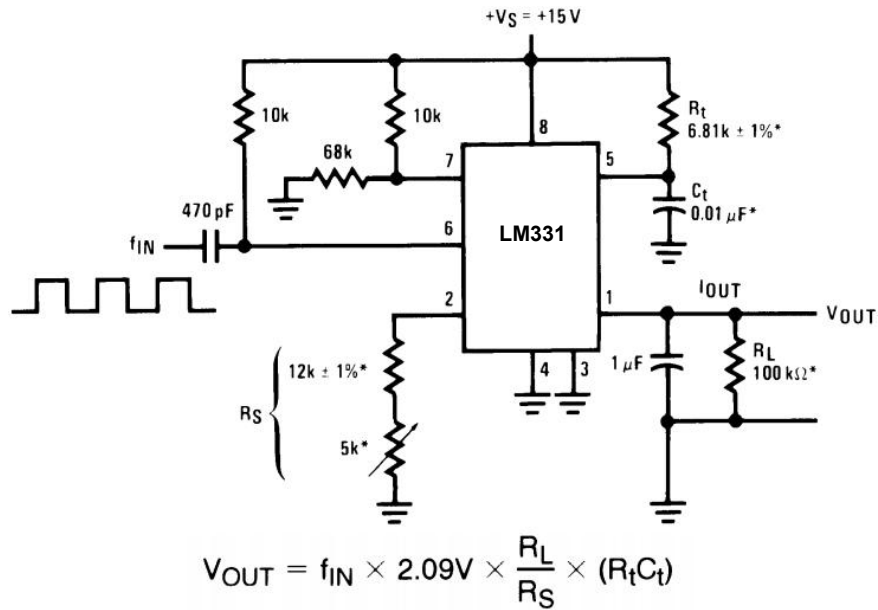 +VS = +15 V
10k
10k
Rt
6.81k ± 1%*
8
68k
7
5
470 pF
Ct
0.01 µF*
fIN
6
LM331
2
1
IOUT
VOUT
12k ± 1%*
4
3
1 µF
RL
100 kΩ*
RS
5k*
VOUT = fIN × 2.09V × RL/RS × (RtCt)